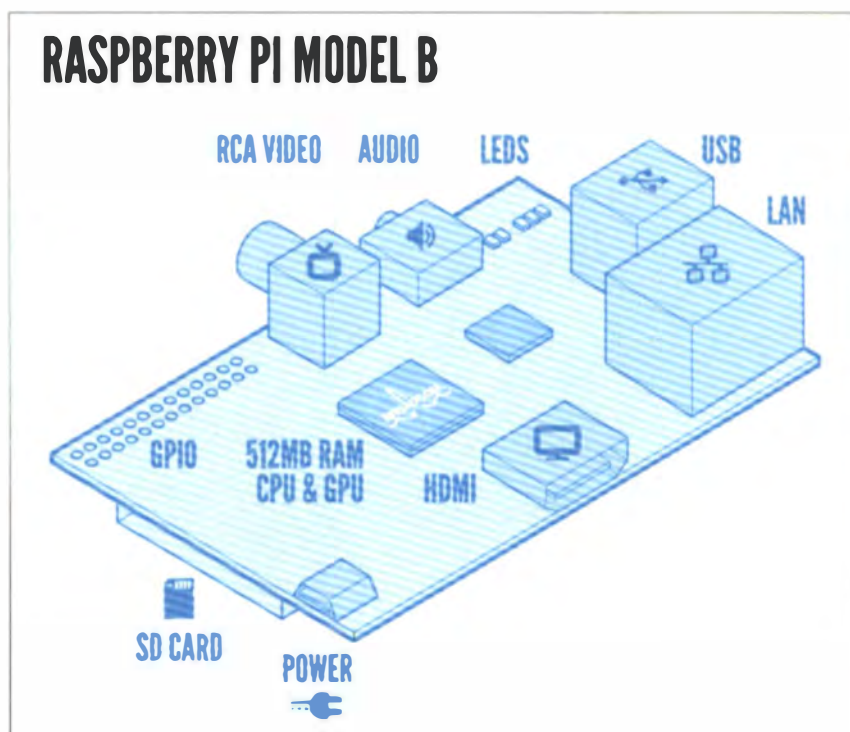 RASPBERRY PI MODEL B
RCA VIDEO
AUDIO
LEDS
USB
LAN
GPIO
512MB RAM
CPU & GPU
HDMI
SD CARD
POWER